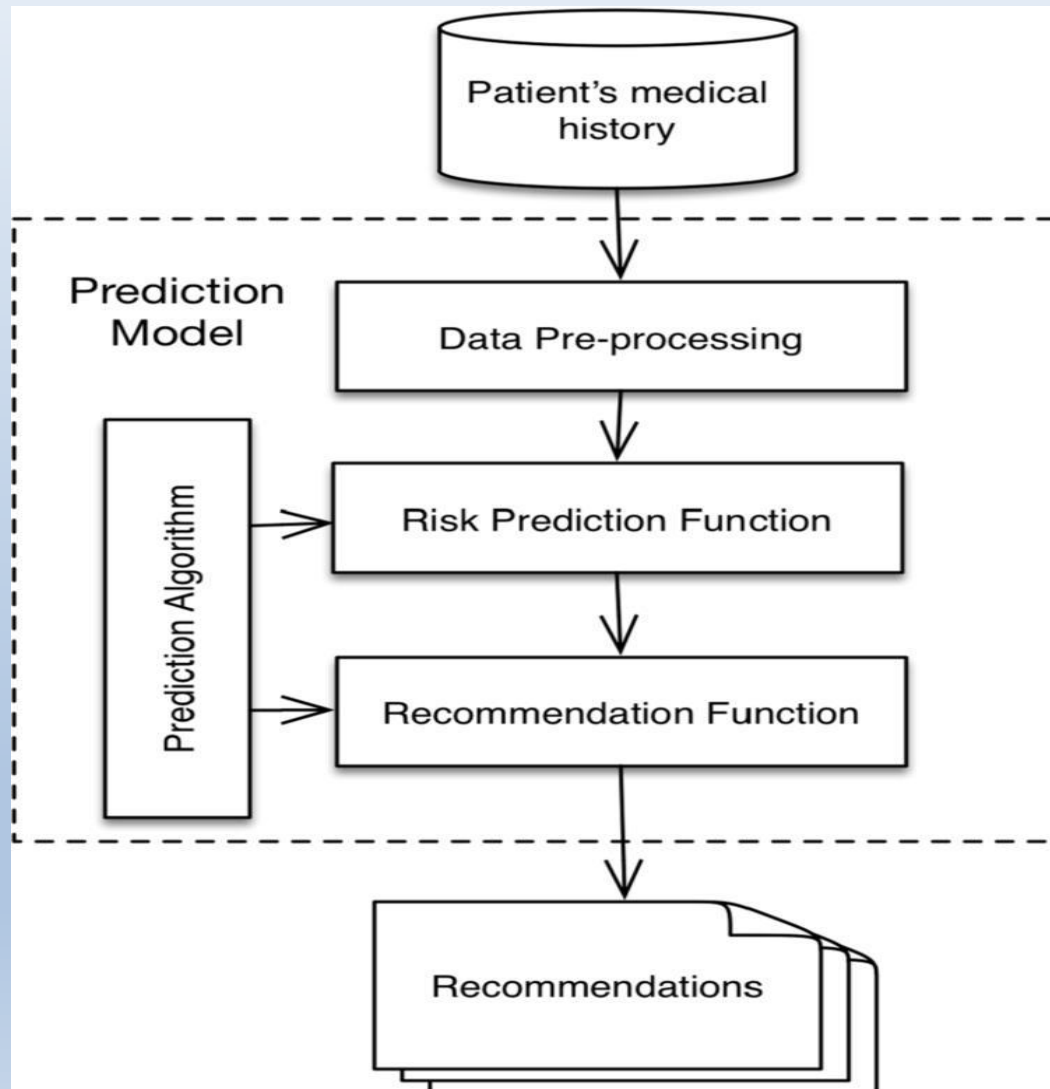 Patient’s medical
history
Prediction
Model
Data Pre-processing
Prediction Algorithm
Risk Prediction Function
Recommendation Function
Recommendations